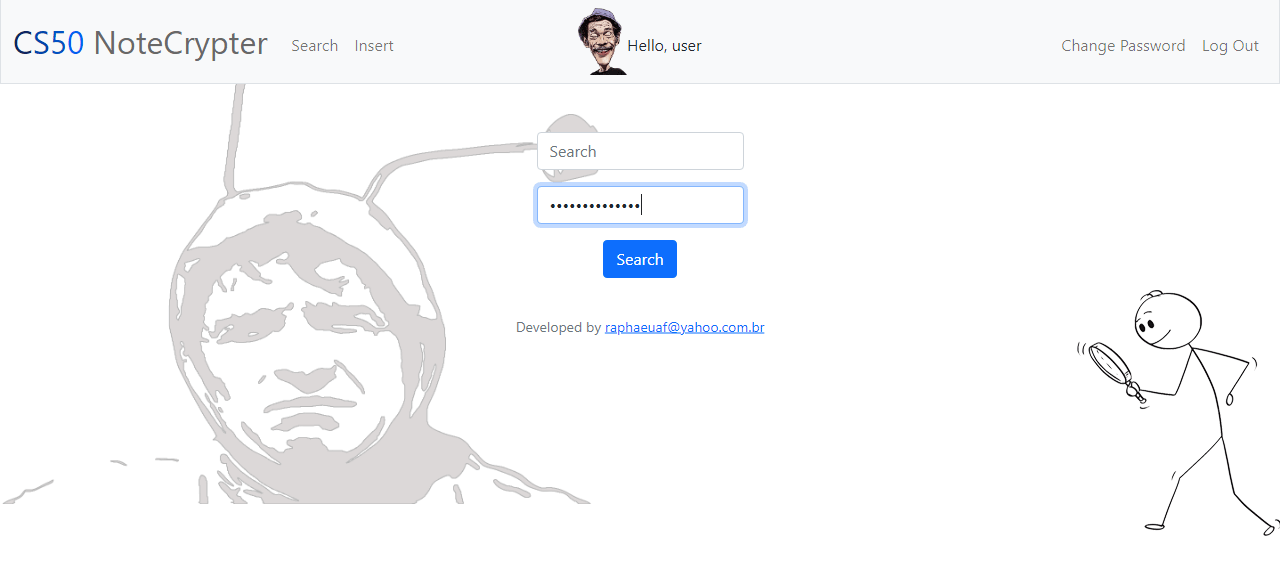 CS50 NoteCrypter Search Insert Hello, user Change Password Log Out
Search
••••••••••••••
Search
Developed by raphaeuaf@yahoo.com.br